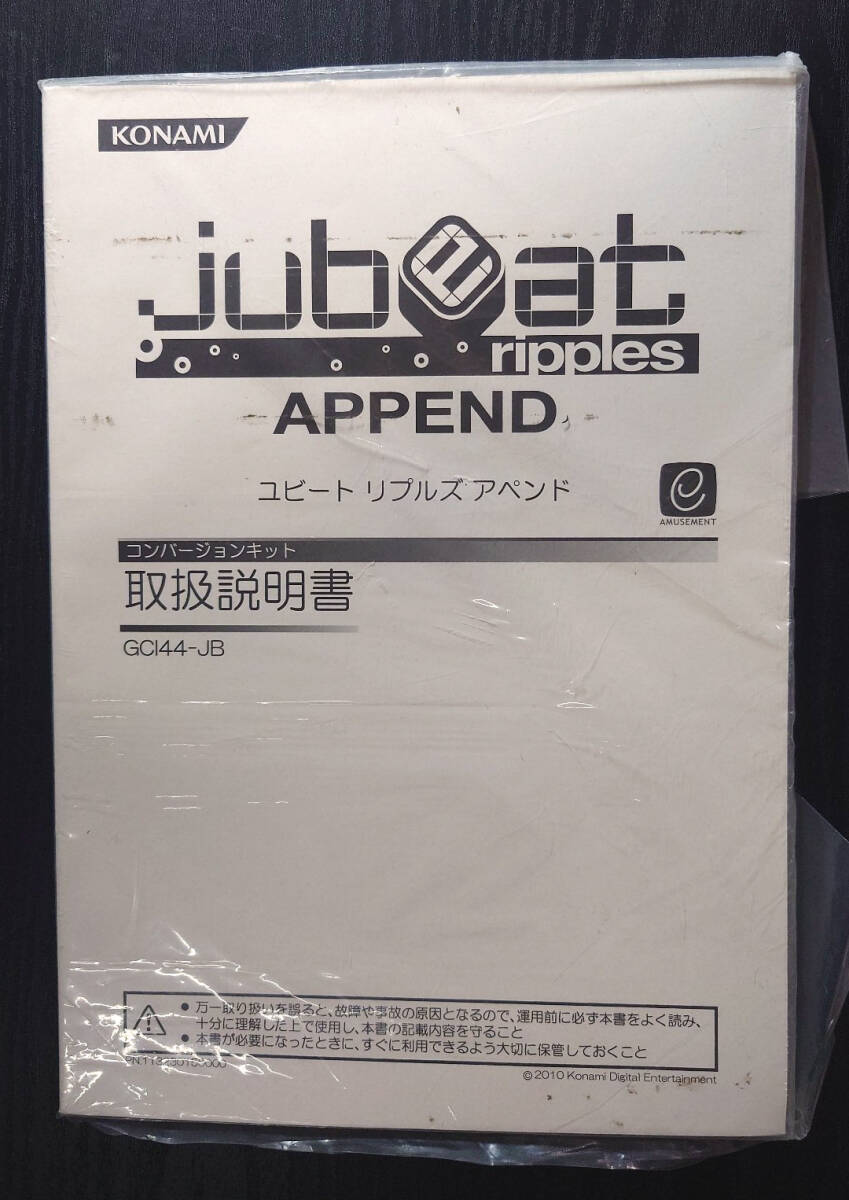 KONAMI
jubeat
ripples
APPEND
ユビート リプルズ アペンド
e
AMUSEMENT
コンバージョンキット
取扱説明書
GCI44-JB
● 万一取り扱いを誤ると、故障や事故の原因となるので、運用前に必ず本書をよく読み、
十分に理解した上で使用し、本書の記載内容を守ること
● 本書が必要になったときに、すぐに利用できるよう大切に保管しておくこと
© 2010 Konami Digital Entertainment